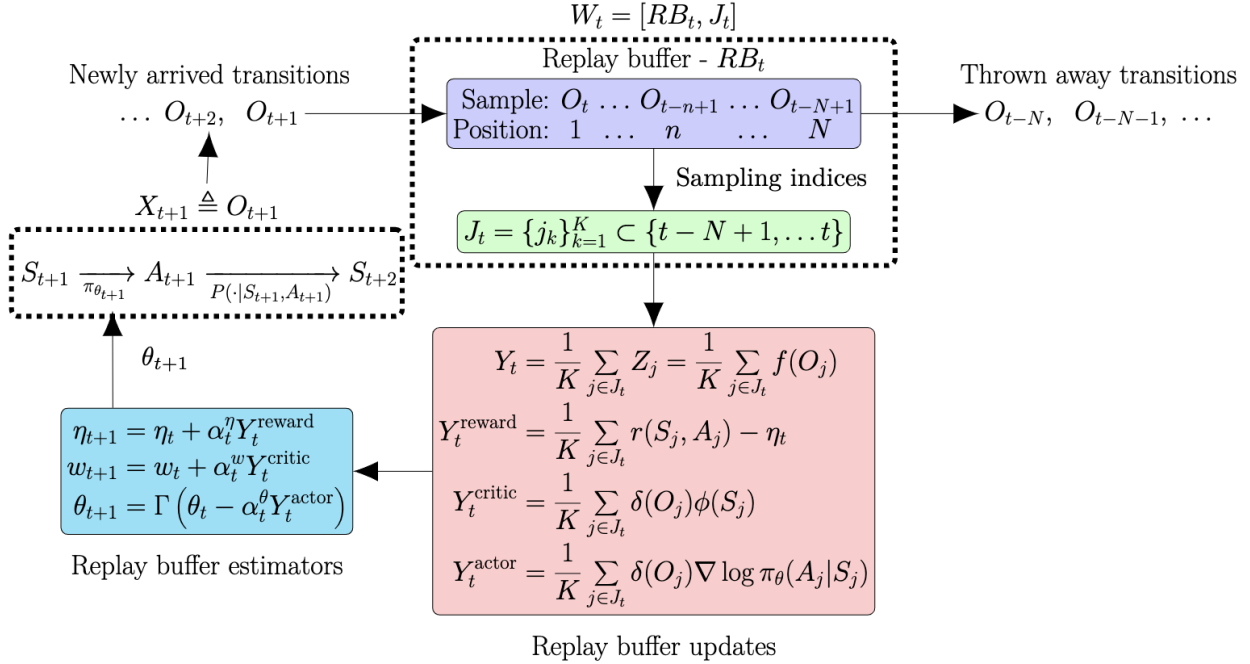 W_t = [RB_t, J_t]
Replay buffer - RB_t
Newly arrived transitions
… O_{t+2}, O_{t+1}
Sample: O_t … O_{t−n+1} … O_{t−N+1}
Position: 1 … n … N
Thrown away transitions
O_{t−N}, O_{t−N−1}, …
Sampling indices
J_t = {j_k}_{k=1}^K ⊂ {t − N + 1, … t}
X_{t+1} ≜ O_{t+1}
S_{t+1} →_{π_{θ_{t+1}}} A_{t+1} →_{P(·|S_{t+1},A_{t+1})} S_{t+2}
θ_{t+1}
Y_t = \frac{1}{K} ∑_{j∈J_t} Z_j = \frac{1}{K} ∑_{j∈J_t} f(O_j)
Y_t^{reward} = \frac{1}{K} ∑_{j∈J_t} r(S_j, A_j) − η_t
Y_t^{critic} = \frac{1}{K} ∑_{j∈J_t} δ(O_j)φ(S_j)
Y_t^{actor} = \frac{1}{K} ∑_{j∈J_t} δ(O_j)∇ log π_θ(A_j|S_j)
Replay buffer updates
η_{t+1} = η_t + α_t^η Y_t^{reward}
w_{t+1} = w_t + α_t^w Y_t^{critic}
θ_{t+1} = Γ (θ_t − α_t^θ Y_t^{actor})
Replay buffer estimators